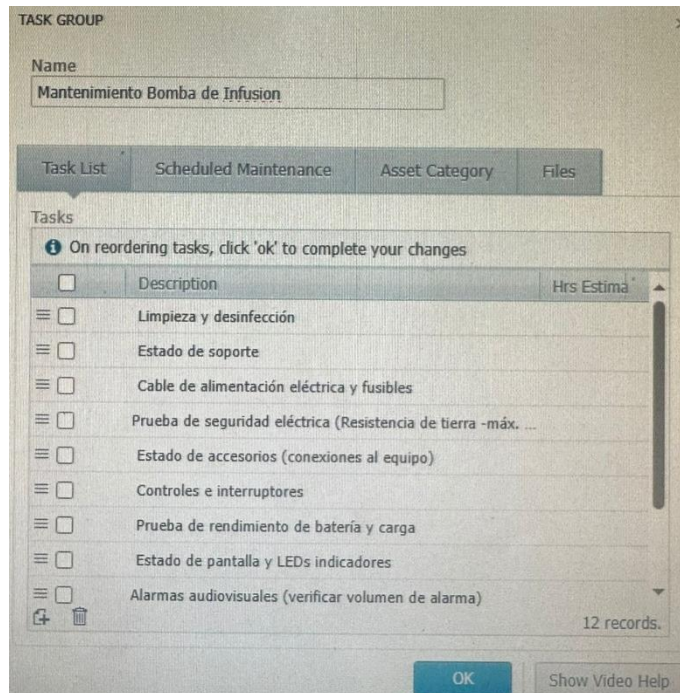 TASK GROUP
Name
Mantenimiento Bomba de Infusion
Task List Scheduled Maintenance Asset Category Files
Tasks
On reordering tasks, click 'ok' to complete your changes
Description Hrs Estima
Limpieza y desinfección
Estado de soporte
Cable de alimentación eléctrica y fusibles
Prueba de seguridad eléctrica (Resistencia de tierra -máx. ...
Estado de accesorios (conexiones al equipo)
Controles e interruptores
Prueba de rendimiento de batería y carga
Estado de pantalla y LEDs indicadores
Alarmas audiovisuales (verificar volumen de alarma)
12 records.
OK Show Video Help